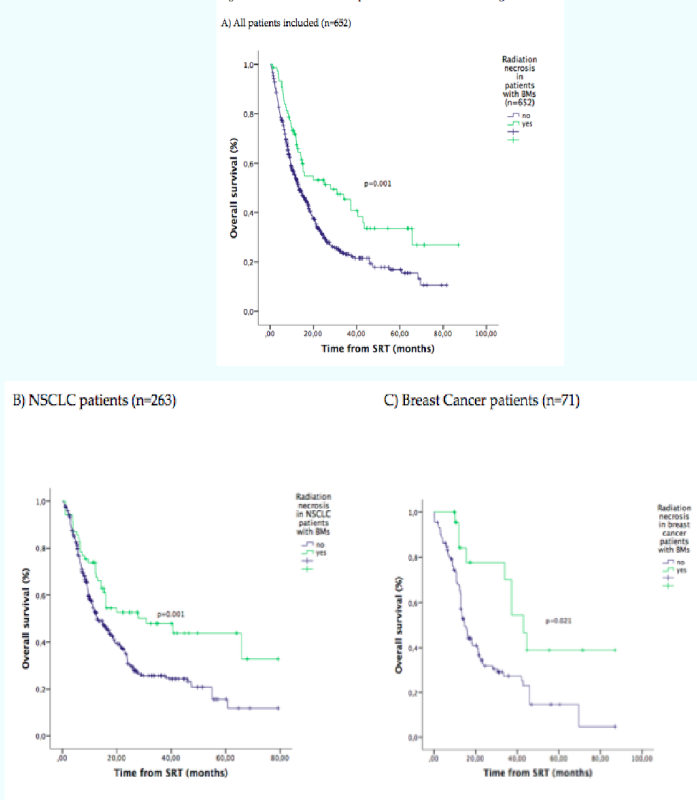 A) All patients included (n=652)
Radiation
necrosis
in
patients
with BMs
(n=652)
no
yes
1,0
0,8
0,6
0,4
0,2
0,0
Overall survival (%)
p=0.001
,00
20,00
40,00
60,00
80,00
100,00
Time from SRT (months)
B) NSCLC patients (n=263)
Radiation
necrosis
in NSCLC
patients
with BMs
no
yes
1,0
0,8
0,6
0,4
0,2
0,0
Overall survival (%)
p=0.001
,00
20,00
40,00
60,00
80,00
Time from SRT (months)
C) Breast Cancer patients (n=71)
Radiation
necrosis
in breast
cancer
patients
with BMs
no
yes
1,0
0,8
0,6
0,4
0,2
0,0
Overall survival (%)
p=0.021
,00
20,00
40,00
60,00
80,00
100,00
Time from SRT (months)